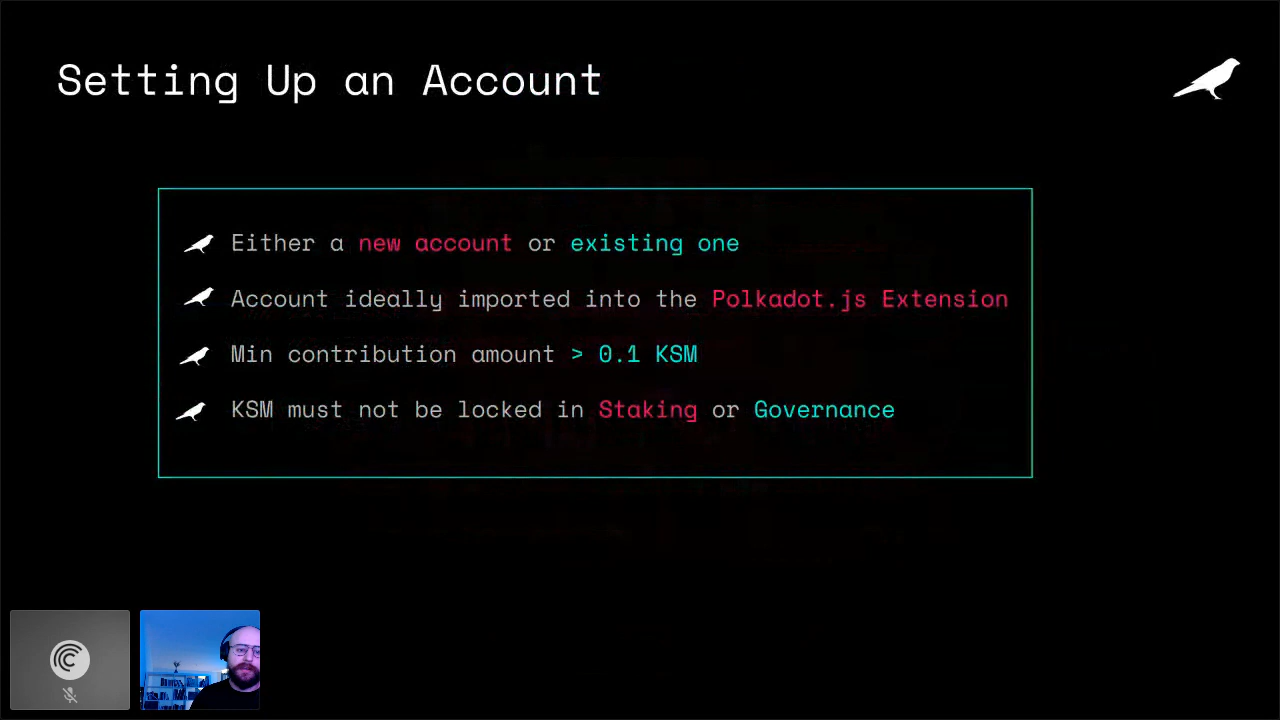 Setting Up an Account
Either a new account or existing one
Account ideally imported into the Polkadot.js Extension
Min contribution amount > 0.1 KSM
KSM must not be locked in Staking or Governance